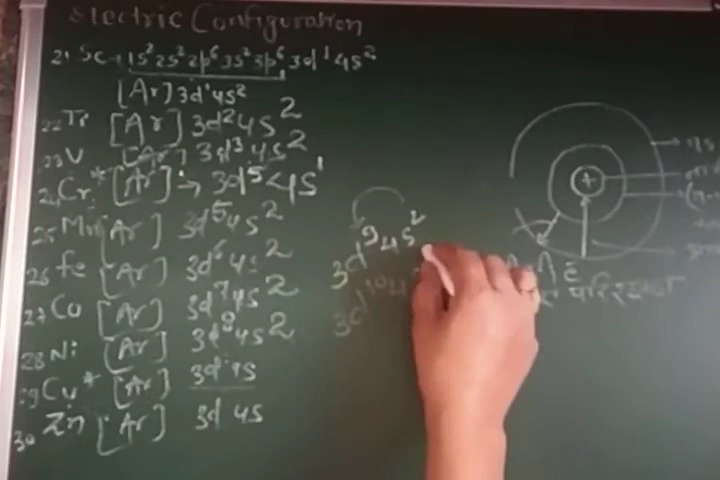 Electric Configuration
21 Sc → 1s² 2s² 2p⁶ 3s² 3p⁶ 3d¹ 4s²
[Ar] 3d¹ 4s²
22 Ti [Ar] 3d² 4s²
23 V [Ar] 3d³ 4s²
24 Cr* [Ar] → 3d⁵ 4s¹
25 Mn [Ar] 3d⁵ 4s²
26 Fe [Ar] 3d⁶ 4s²
27 Co [Ar] 3d⁷ 4s²
28 Ni [Ar] 3d⁸ 4s²
29 Cu* [Ar] 3d 4s
30 Zn [Ar] 3d 4s
3d⁹ 4s²
3d¹⁰ 4s
+
ns